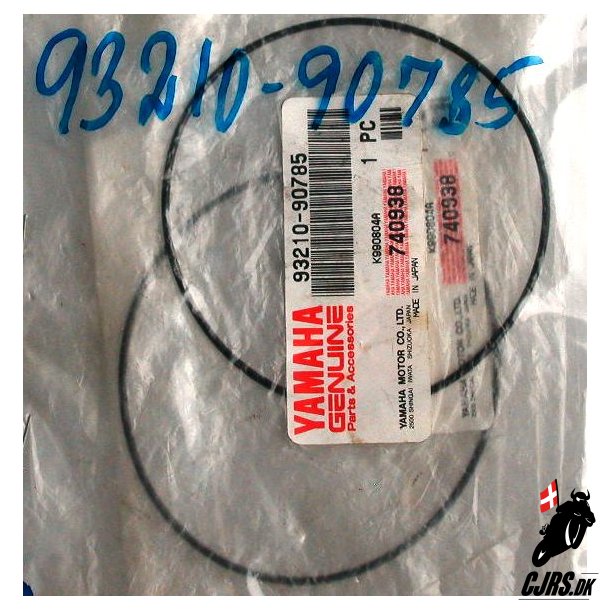 93210-90785
93210-90785
1 PC
K990804A
740938
YAMAHA
GENUINE
Parts & Accessories
YAMAHA MOTOR CO., LTD.
2500 SHINGAI IWATA SHIZUOKA JAPAN
MADE IN JAPAN
K990804A
740938
CJRS.DK